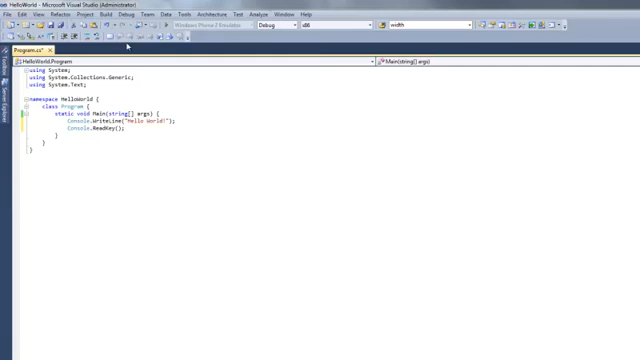 HelloWorld - Microsoft Visual Studio (Administrator)
File Edit View Refactor Project Build Debug Team Data Tools Architecture Test Analyze Window Help
Windows Phone 7 Emulator Debug x86 width
Program.cs*
HelloWorld.Program Main(string[] args)
Toolbox
Server Explorer
using System;
using System.Collections.Generic;
using System.Text;
namespace HelloWorld {
class Program {
static void Main(string[] args) {
Console.WriteLine("Hello World!");
Console.ReadKey();
}
}
}